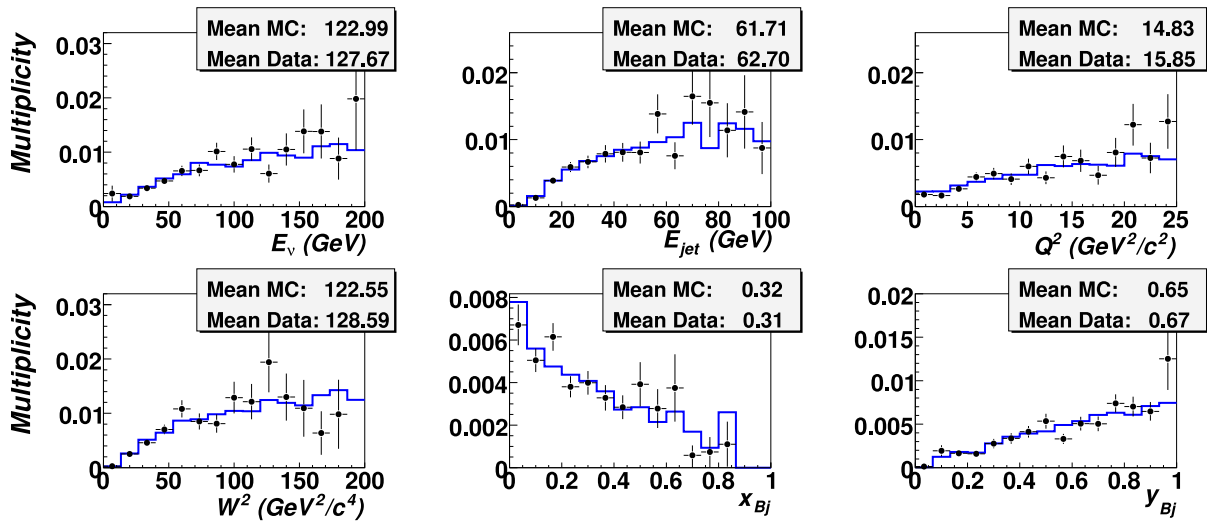 Multiplicity
0.03
0.02
0.01
0
Mean MC: 122.99
Mean Data: 127.67
0 50 100 150 200
E_ν (GeV)
0.02
0.01
0
Mean MC: 61.71
Mean Data: 62.70
0 20 40 60 80 100
E_jet (GeV)
0.02
0.01
0
Mean MC: 14.83
Mean Data: 15.85
0 5 10 15 20 25
Q² (GeV²/c²)
Multiplicity
0.03
0.02
0.01
0
Mean MC: 122.55
Mean Data: 128.59
0 50 100 150 200
W² (GeV²/c⁴)
0.008
0.006
0.004
0.002
0
Mean MC: 0.32
Mean Data: 0.31
0 0.2 0.4 0.6 0.8 1
x_Bj
0.02
0.015
0.01
0.005
0
Mean MC: 0.65
Mean Data: 0.67
0 0.2 0.4 0.6 0.8 1
y_Bj